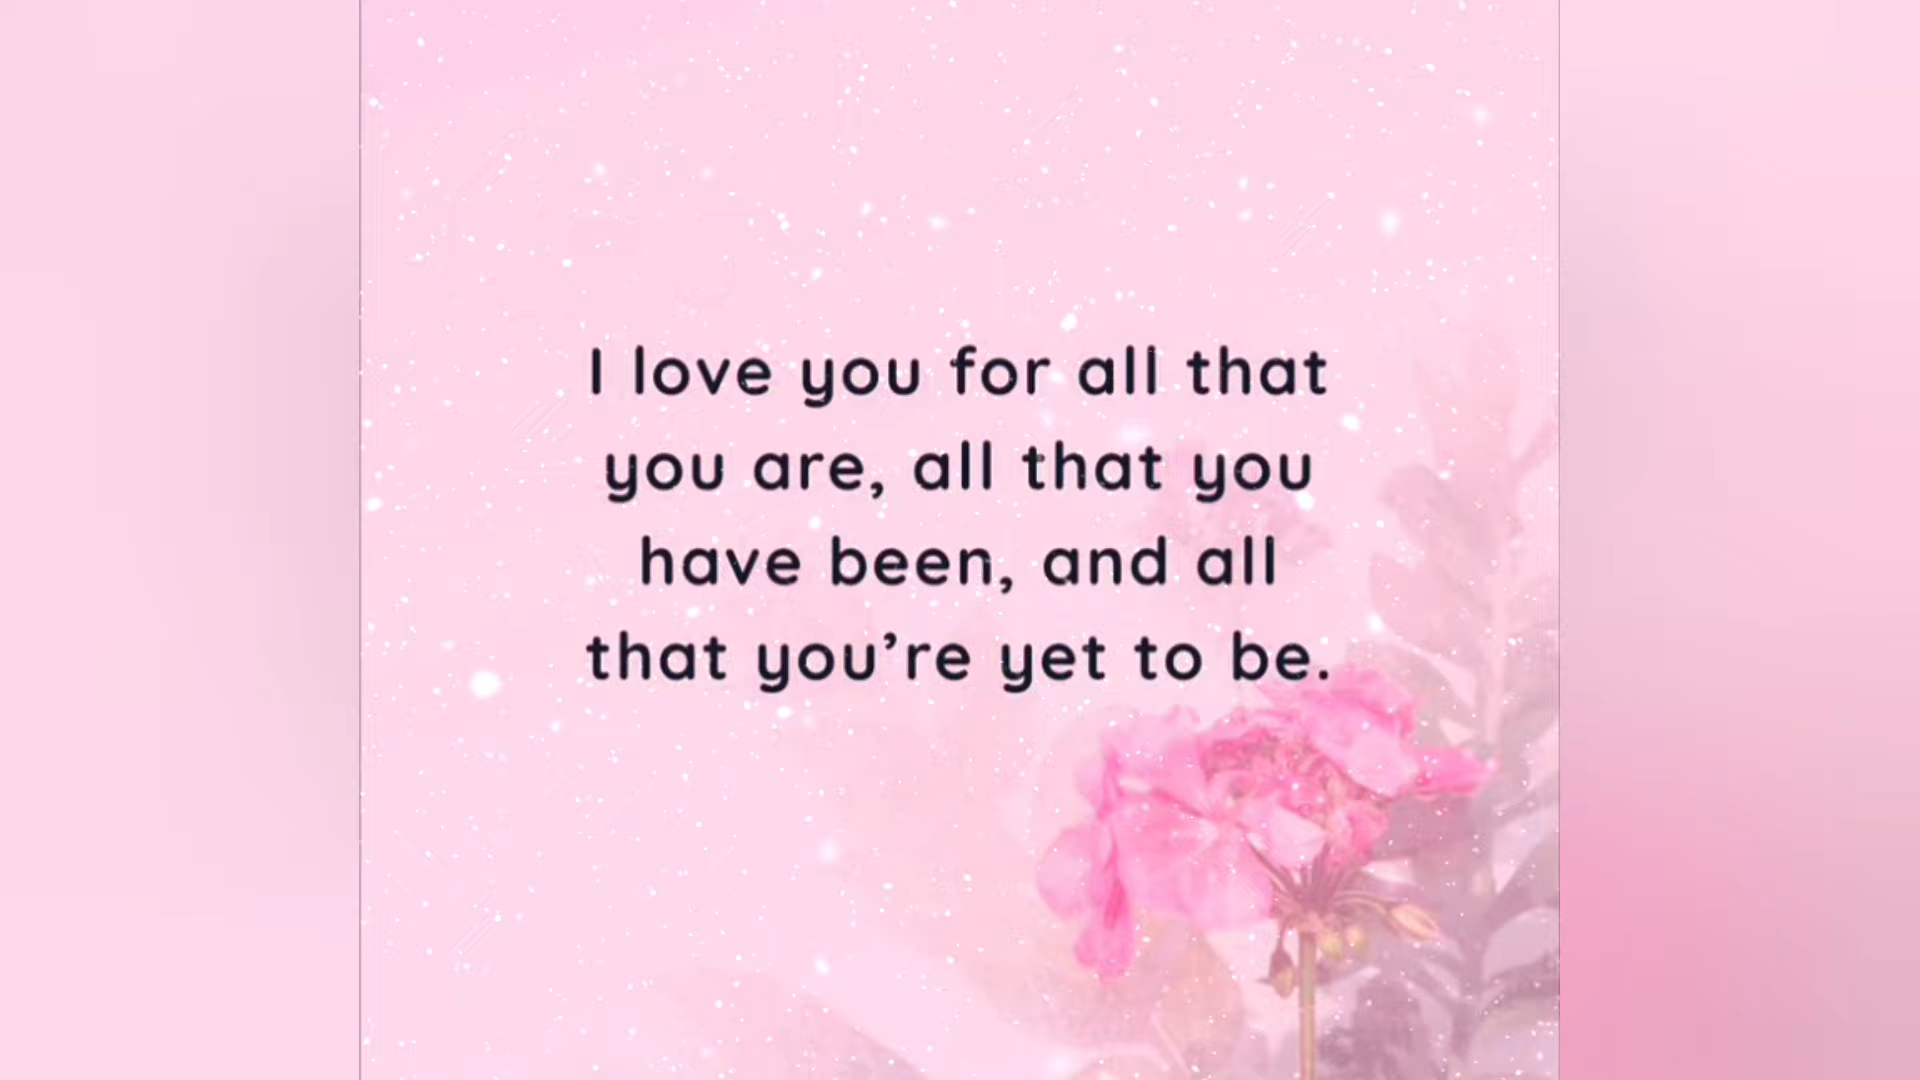 I love you for all that
you are, all that you
have been, and all
that you’re yet to be.